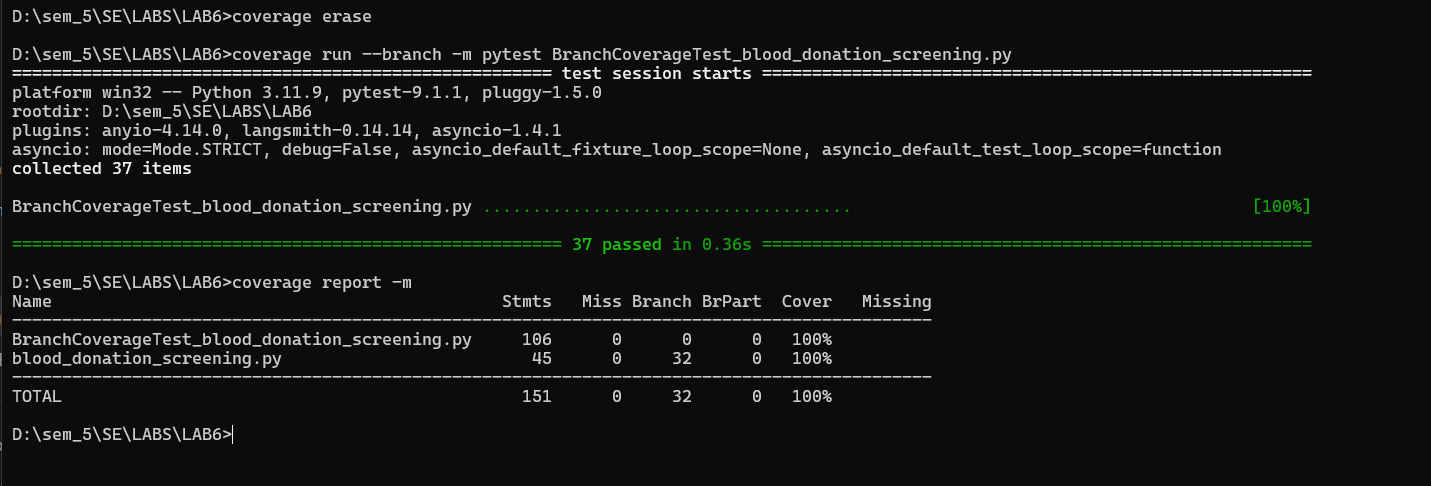 D:\sem_5\SE\LABS\LAB6>coverage erase
D:\sem_5\SE\LABS\LAB6>coverage run --branch -m pytest BranchCoverageTest_blood_donation_screening.py
====================================================== test session starts =======================================================
platform win32 -- Python 3.11.9, pytest-9.1.1, pluggy-1.5.0
rootdir: D:\sem_5\SE\LABS\LAB6
plugins: anyio-4.14.0, langsmith-0.14.14, asyncio-1.4.1
asyncio: mode=Mode.STRICT, debug=False, asyncio_default_fixture_loop_scope=None, asyncio_default_test_loop_scope=function
collected 37 items
BranchCoverageTest_blood_donation_screening.py ..................................... [100%]
======================================================= 37 passed in 0.36s =======================================================
D:\sem_5\SE\LABS\LAB6>coverage report -m
Name Stmts Miss Branch BrPart Cover Missing
--------------------------------------------------------------------------------------------
BranchCoverageTest_blood_donation_screening.py 106 0 0 0 100%
blood_donation_screening.py 45 0 32 0 100%
--------------------------------------------------------------------------------------------
TOTAL 151 0 32 0 100%
D:\sem_5\SE\LABS\LAB6>